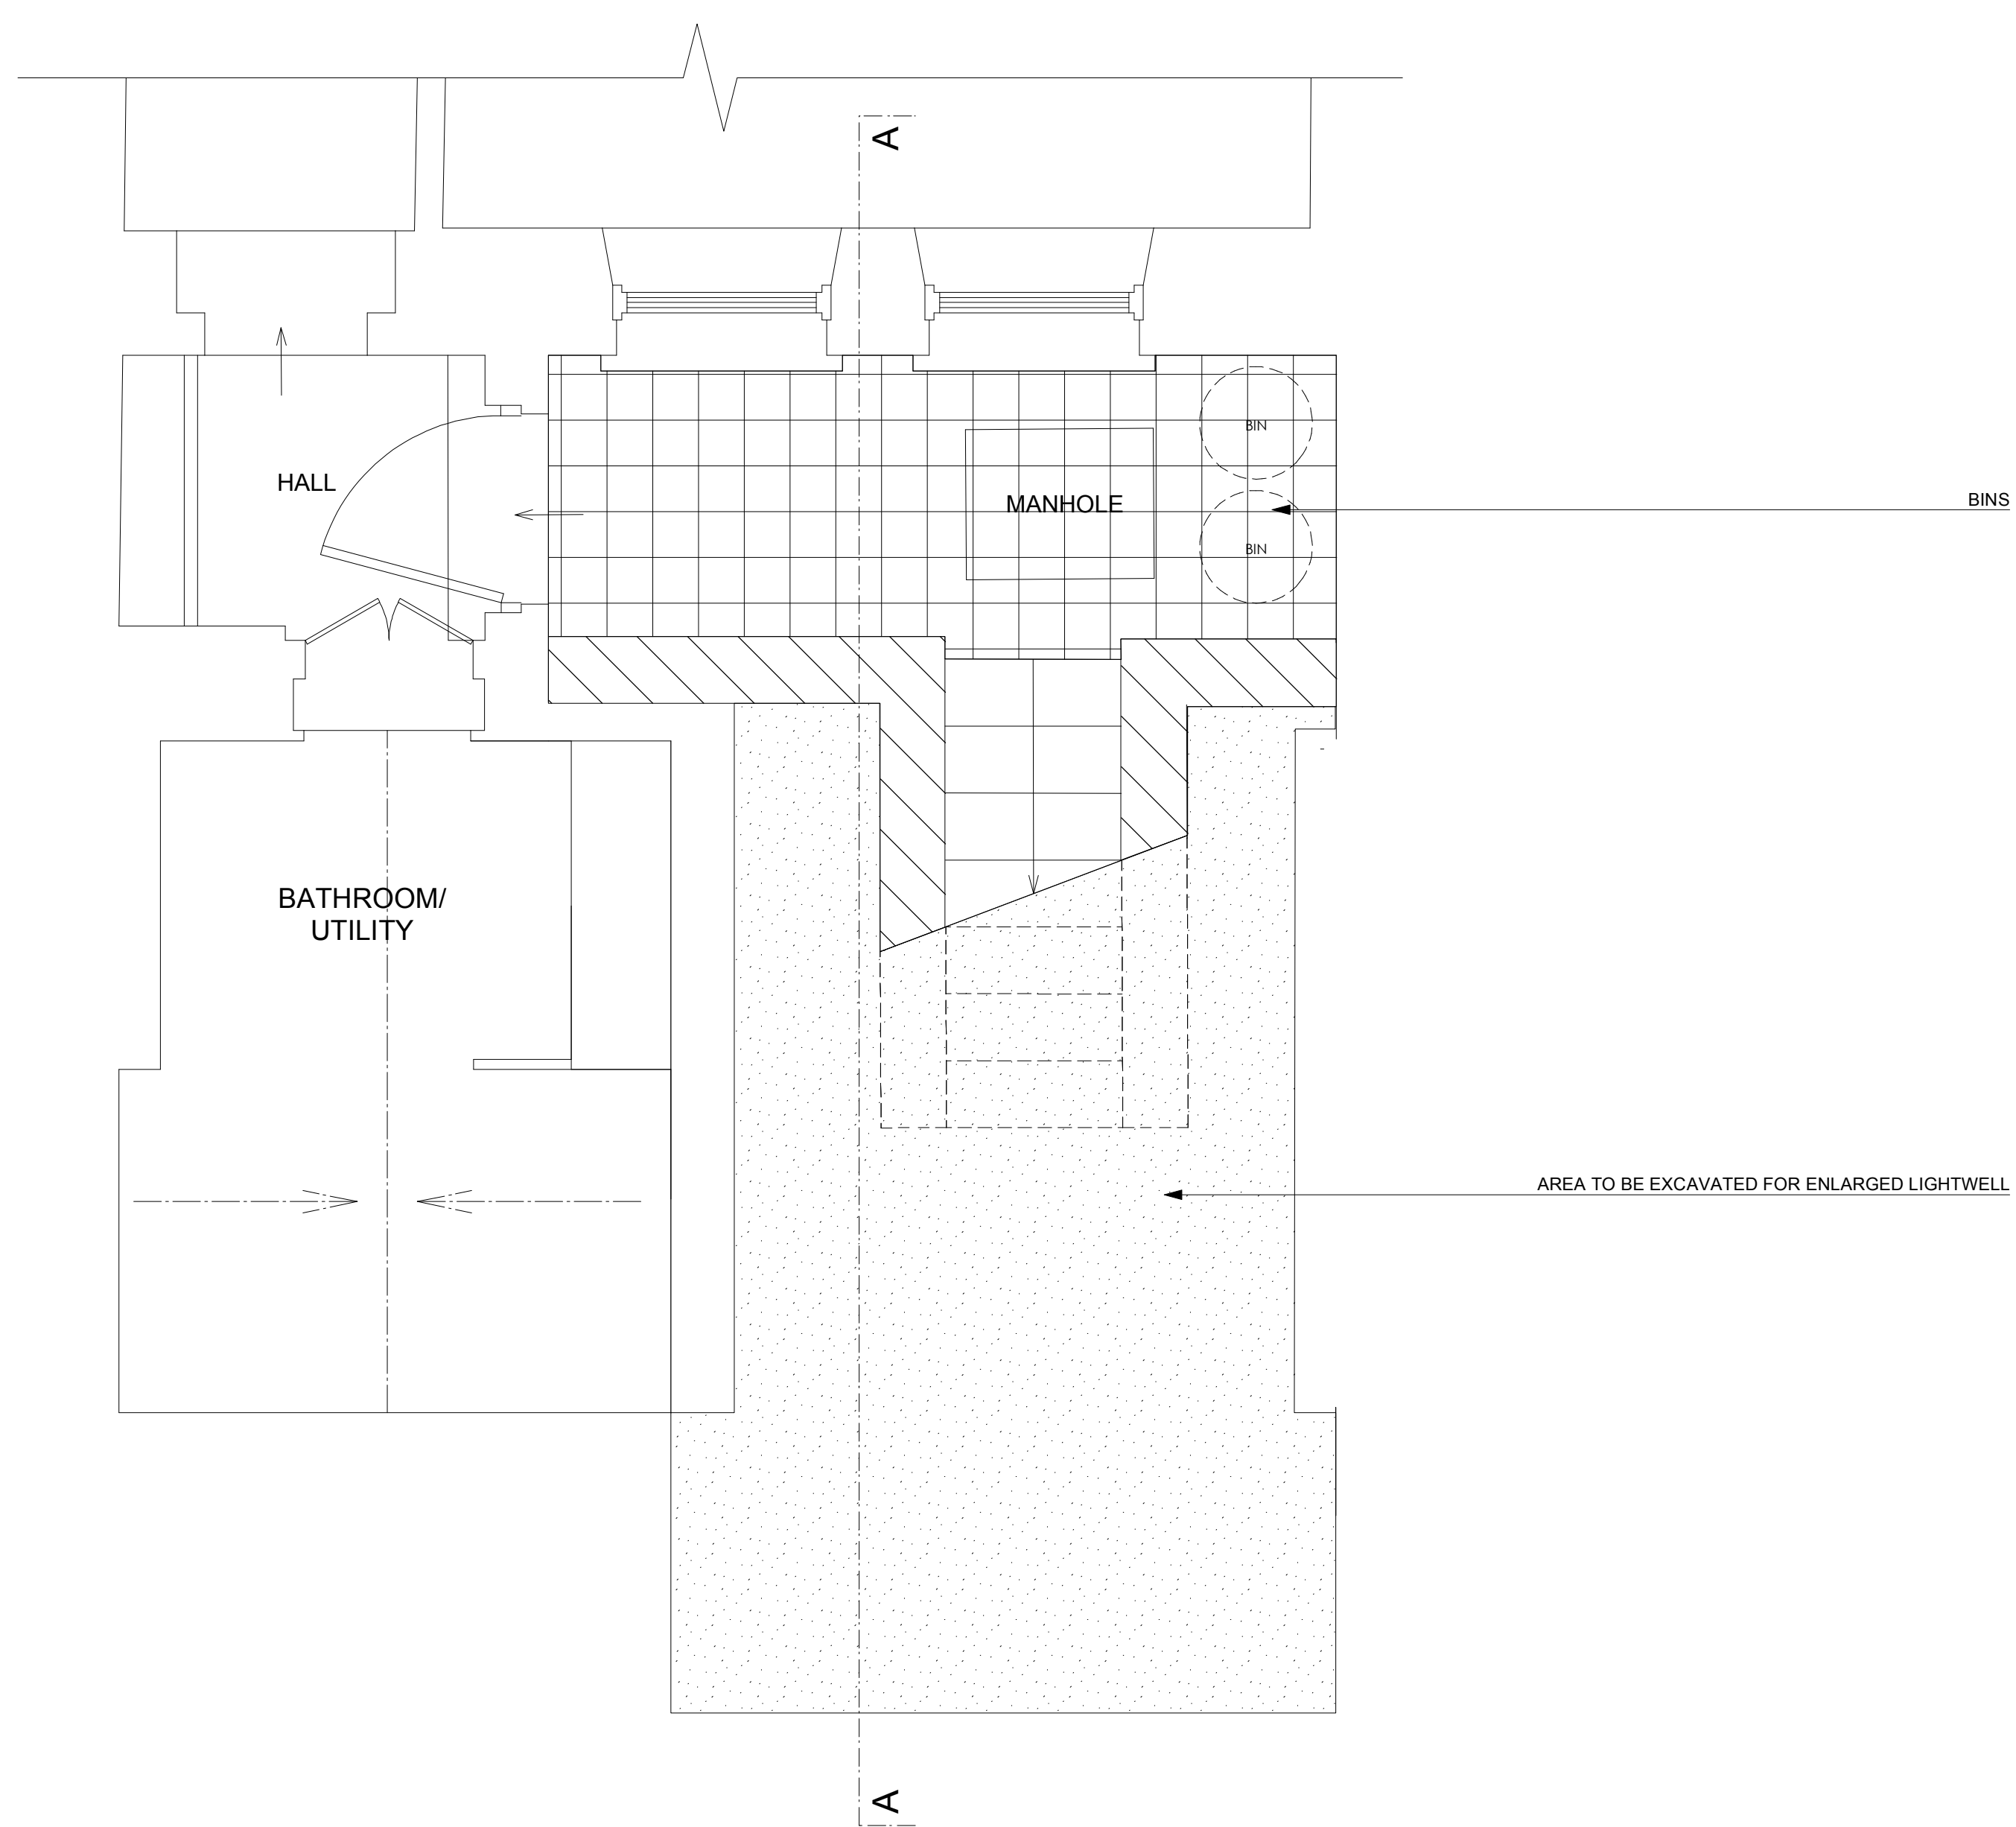 A
HALL
MANHOLE
BIN
BIN
BINS
BATHROOM/
UTILITY
AREA TO BE EXCAVATED FOR ENLARGED LIGHTWELL
A